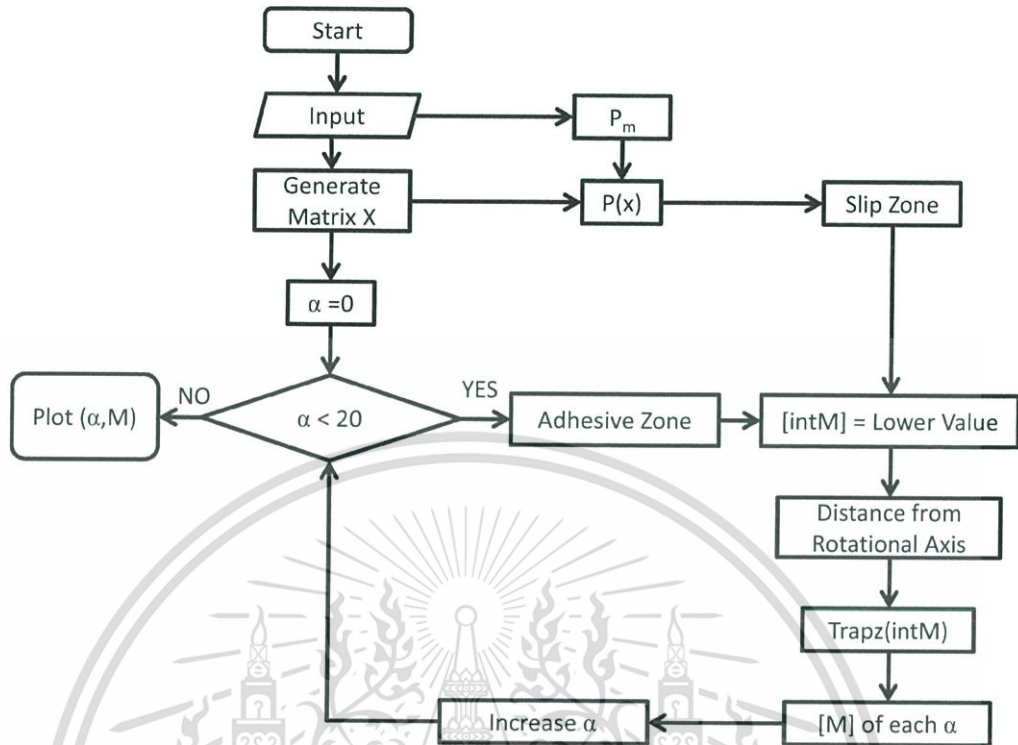 Start
Input
P_m
Generate
Matrix X
P(x)
Slip Zone
α =0
Plot (α,M)
NO
α < 20
YES
Adhesive Zone
[intM] = Lower Value
Distance from
Rotational Axis
Trapz(intM)
Increase α
[M] of each α